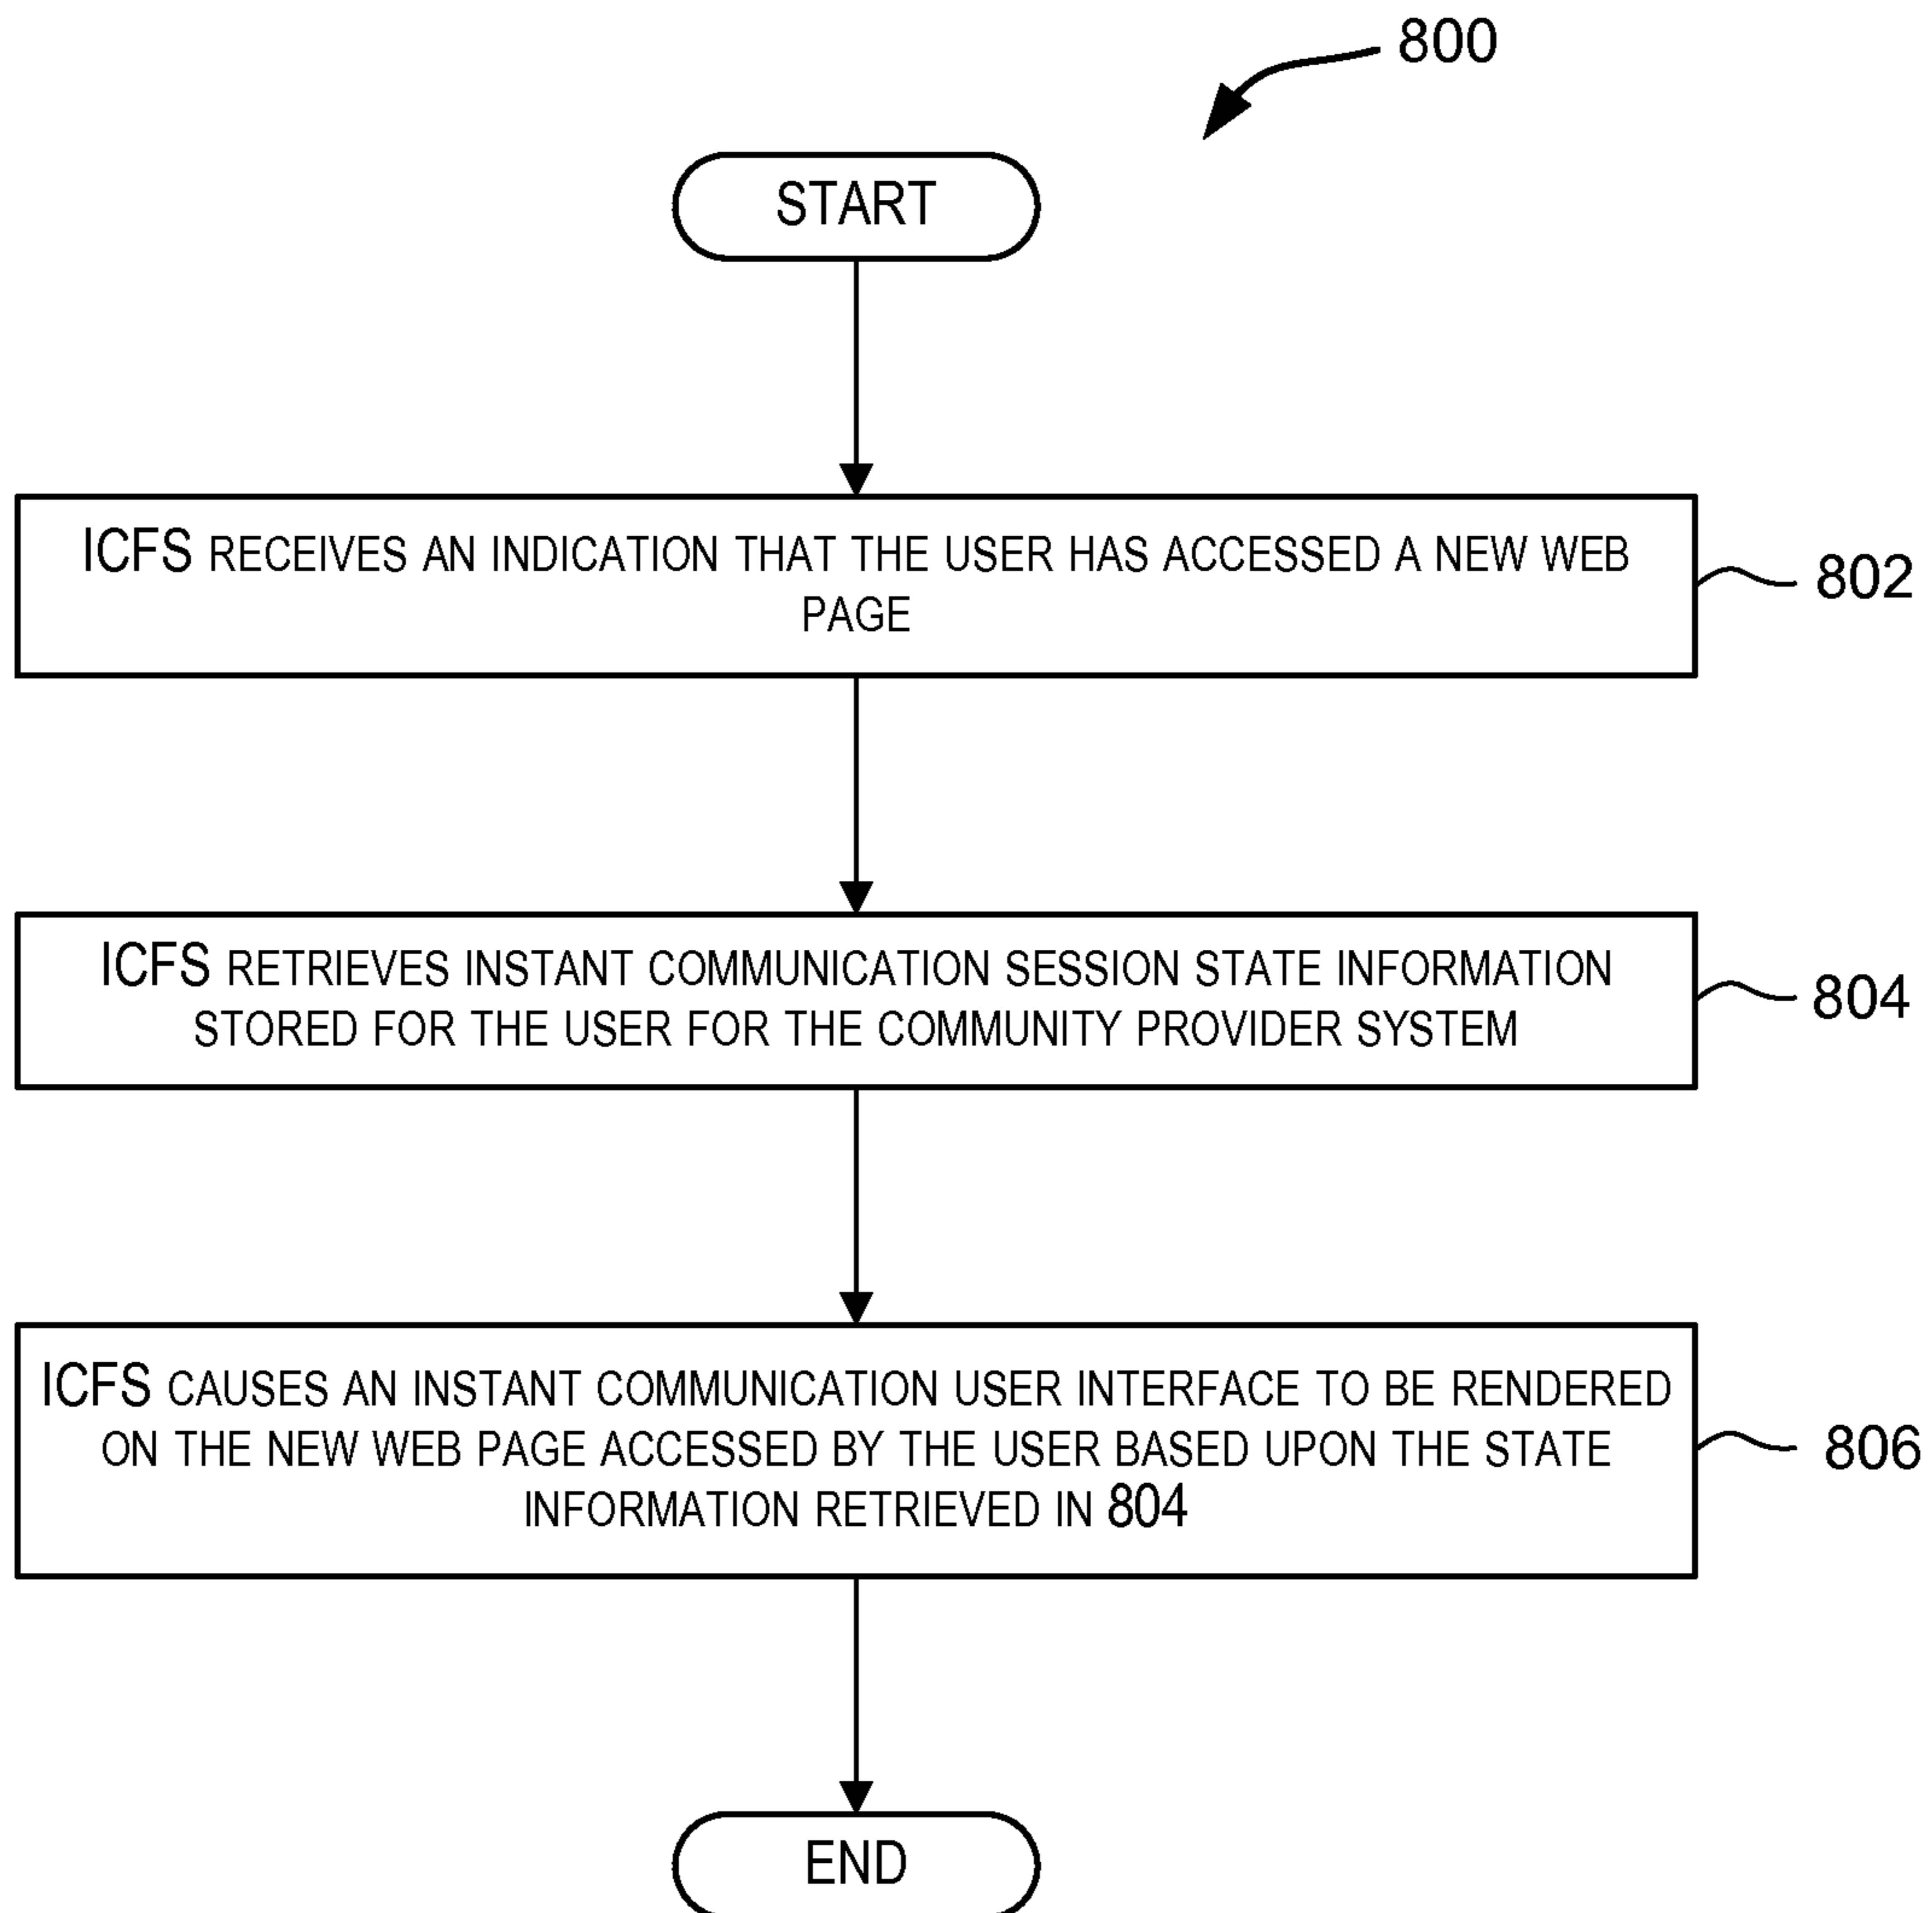 800
START
ICFS RECEIVES AN INDICATION THAT THE USER HAS ACCESSED A NEW WEB
PAGE
802
ICFS RETRIEVES INSTANT COMMUNICATION SESSION STATE INFORMATION
STORED FOR THE USER FOR THE COMMUNITY PROVIDER SYSTEM
804
ICFS CAUSES AN INSTANT COMMUNICATION USER INTERFACE TO BE RENDERED
ON THE NEW WEB PAGE ACCESSED BY THE USER BASED UPON THE STATE
INFORMATION RETRIEVED IN 804
806
END